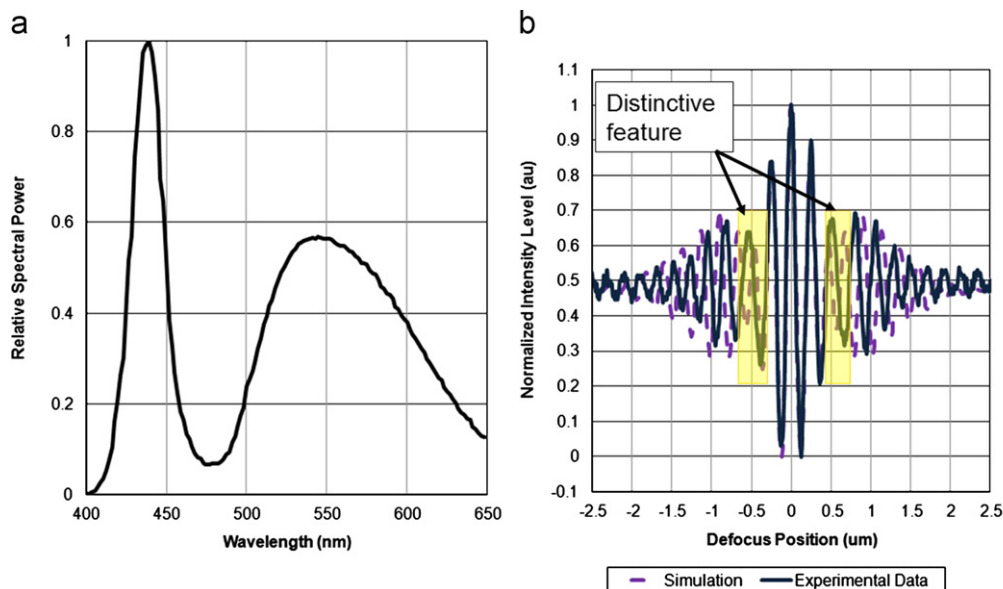 a
Relative Spectral Power
1
0.8
0.6
0.4
0.2
0
400 450 500 550 600 650
Wavelength (nm)
b
Normalized Intensity Level (au)
1.1
1
0.9
0.8
0.7
0.6
0.5
0.4
0.3
0.2
0.1
0
-0.1
Distinctive
feature
-2.5 -2 -1.5 -1 -0.5 0 0.5 1 1.5 2 2.5
Defocus Position (um)
Simulation Experimental Data